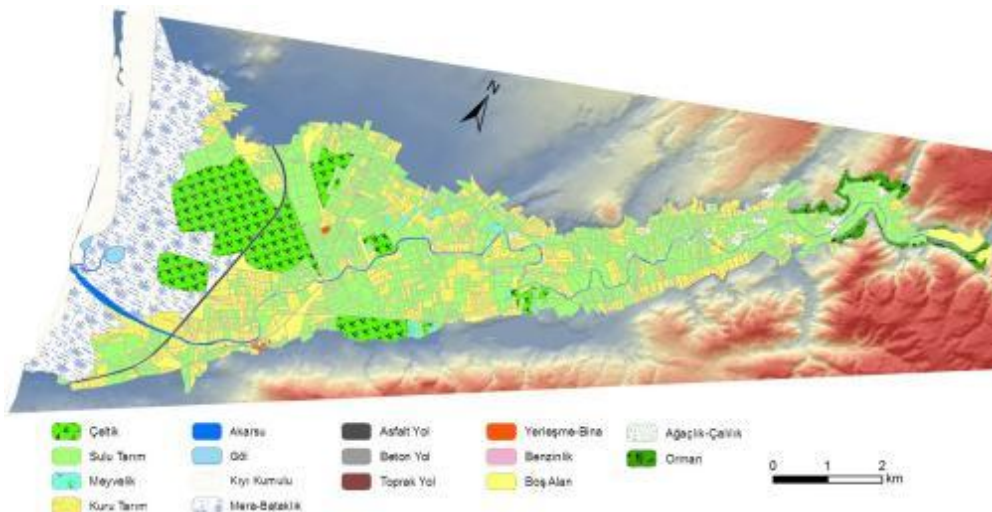 N
Çeltik
Akarsu
Asfalt Yol
Yerleşme-Bina
Ağaçlık-Çalılık
Sulu Tarım
Göl
Beton Yol
Benzinlik
Orman
Meyvelik
Kıyı Kumulu
Toprak Yol
Boş Alan
Kuru Tarım
Mera-Bataklık
0 1 2
km